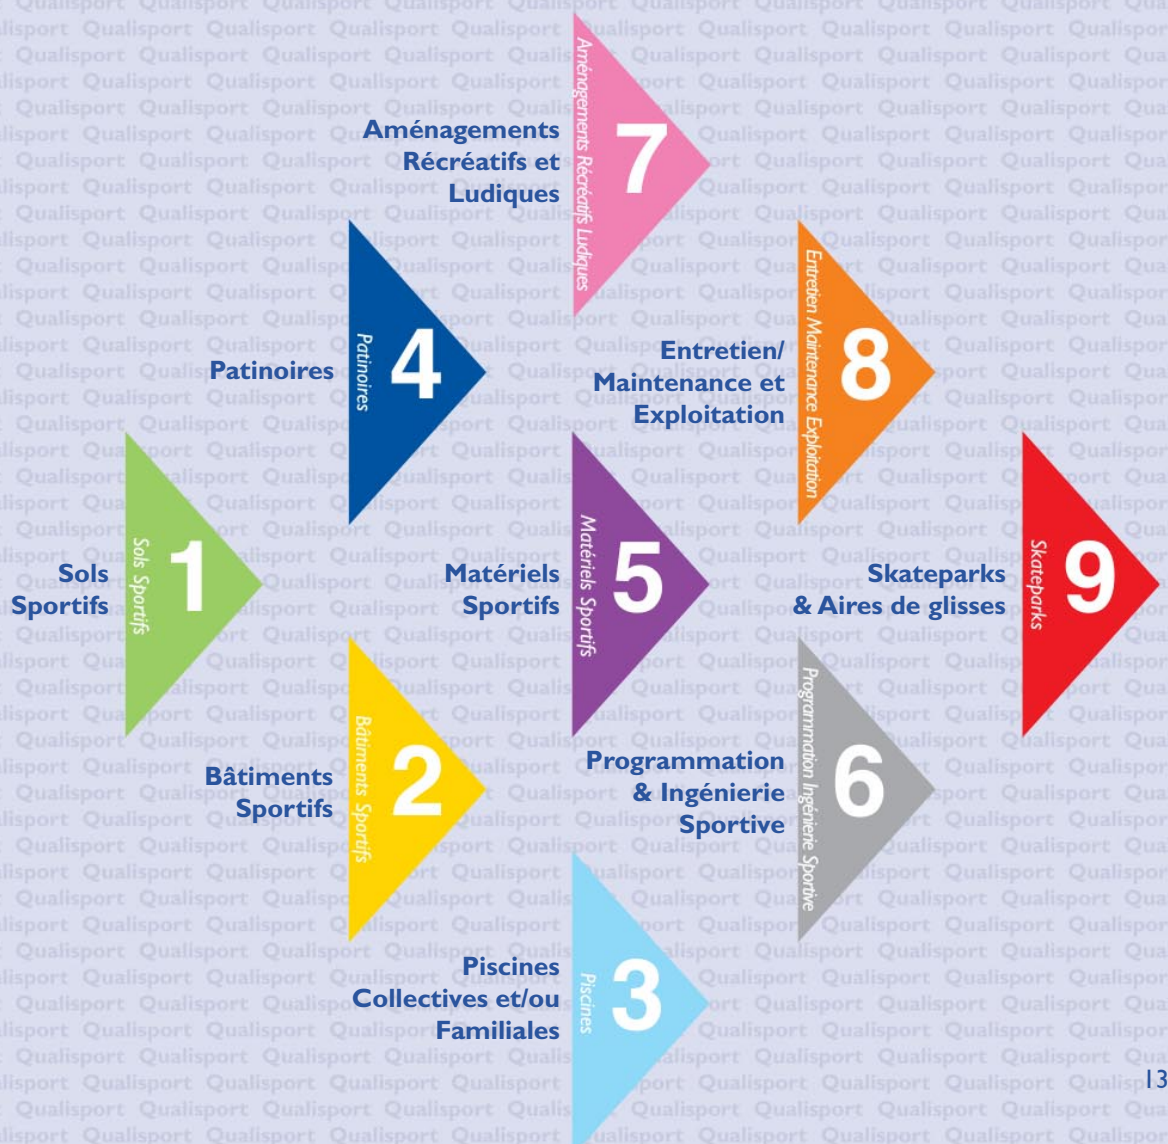 Aménagements
Récréatifs et
Ludiques
Aménagements Récréatifs Ludiques
7
Patinoires
Patinoires
4
Entretien/
Maintenance et
Exploitation
Entretien Maintenance Exploitation
8
Sols
Sportifs
Sols Sportifs
1
Matériels
Sportifs
Matériels Sportifs
5
Skateparks
& Aires de glisses
Skateparks
9
Bâtiments
Sportifs
Bâtiments Sportifs
2
Programmation
& Ingénierie
Sportive
Programmation Ingénierie Sportive
6
Piscines
Collectives et/ou
Familiales
Piscines
3
13
Qualisport